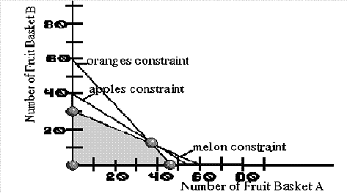 Number of Fruit Basket B
80
60
40
20
oranges constraint
apples constraint
melon constraint
20 40 60 80
Number of Fruit Basket A